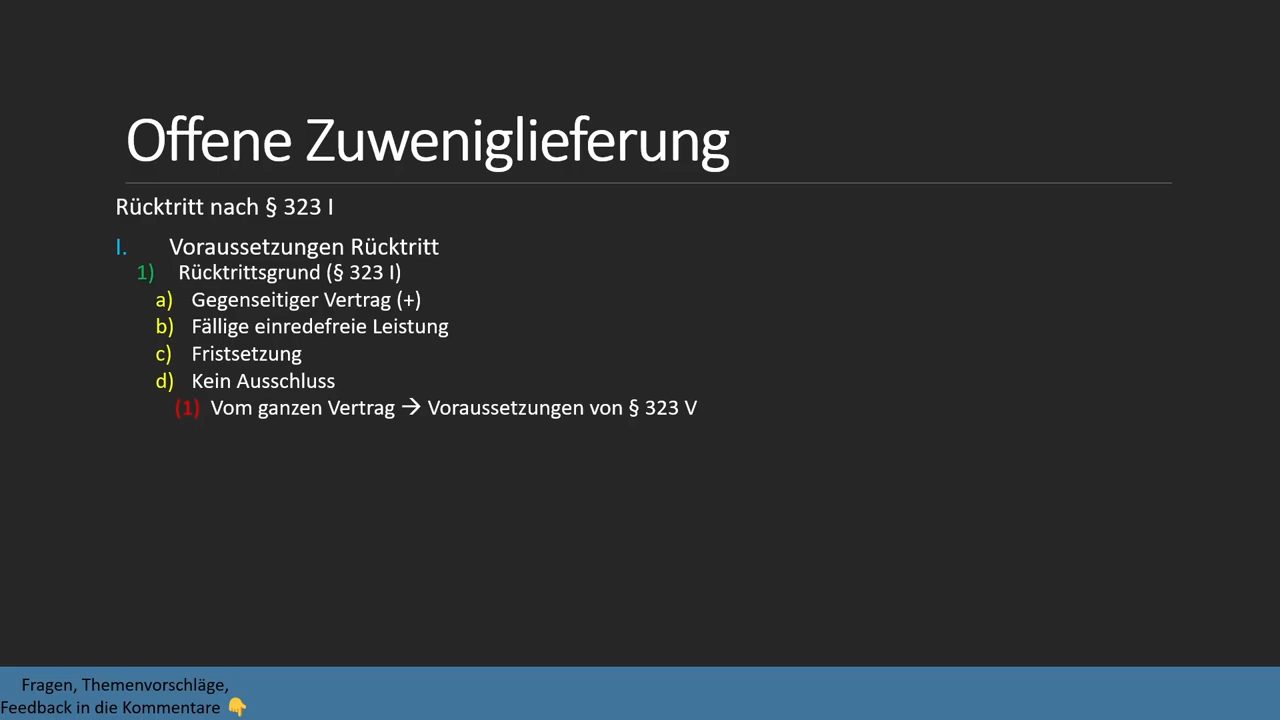 Offene Zuweniglieferung
Rücktritt nach § 323 I
I. Voraussetzungen Rücktritt
1) Rücktrittsgrund (§ 323 I)
a) Gegenseitiger Vertrag (+)
b) Fällige einredefreie Leistung
c) Fristsetzung
d) Kein Ausschluss
(1) Vom ganzen Vertrag → Voraussetzungen von § 323 V
Fragen, Themenvorschläge,
Feedback in die Kommentare 👇